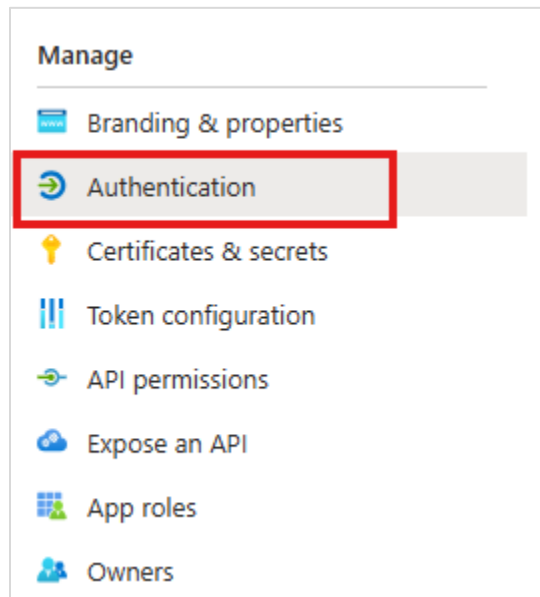 Manage
Branding & properties
Authentication
Certificates & secrets
Token configuration
API permissions
Expose an API
App roles
Owners